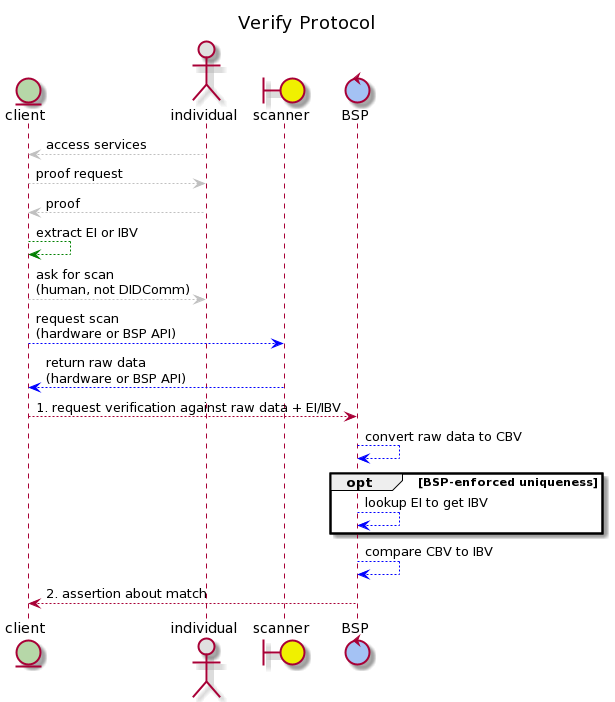 Verify Protocol
client
individual
scanner
BSP
access services
proof request
proof
extract EI or IBV
ask for scan
(human, not DIDComm)
request scan
(hardware or BSP API)
return raw data
(hardware or BSP API)
1. request verification against raw data + EI/IBV
convert raw data to CBV
opt
[BSP-enforced uniqueness]
lookup EI to get IBV
compare CBV to IBV
2. assertion about match
client
individual
scanner
BSP